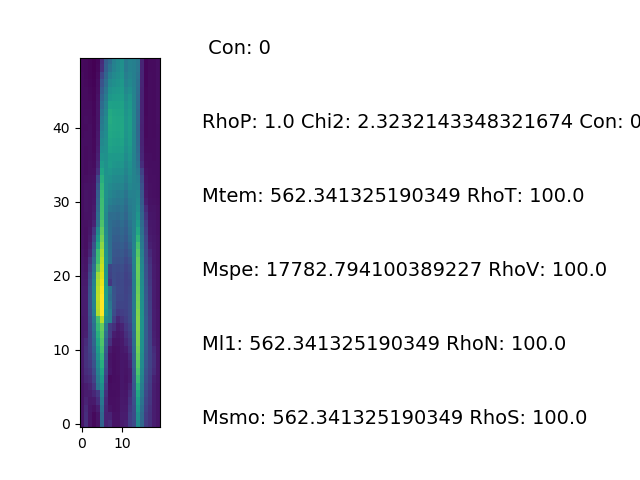 Con: 0
RhoP: 1.0 Chi2: 2.3232143348321674 Con: 0
Mtem: 562.341325190349 RhoT: 100.0
Mspe: 17782.794100389227 RhoV: 100.0
Ml1: 562.341325190349 RhoN: 100.0
Msmo: 562.341325190349 RhoS: 100.0
40
30
20
10
0
0 10